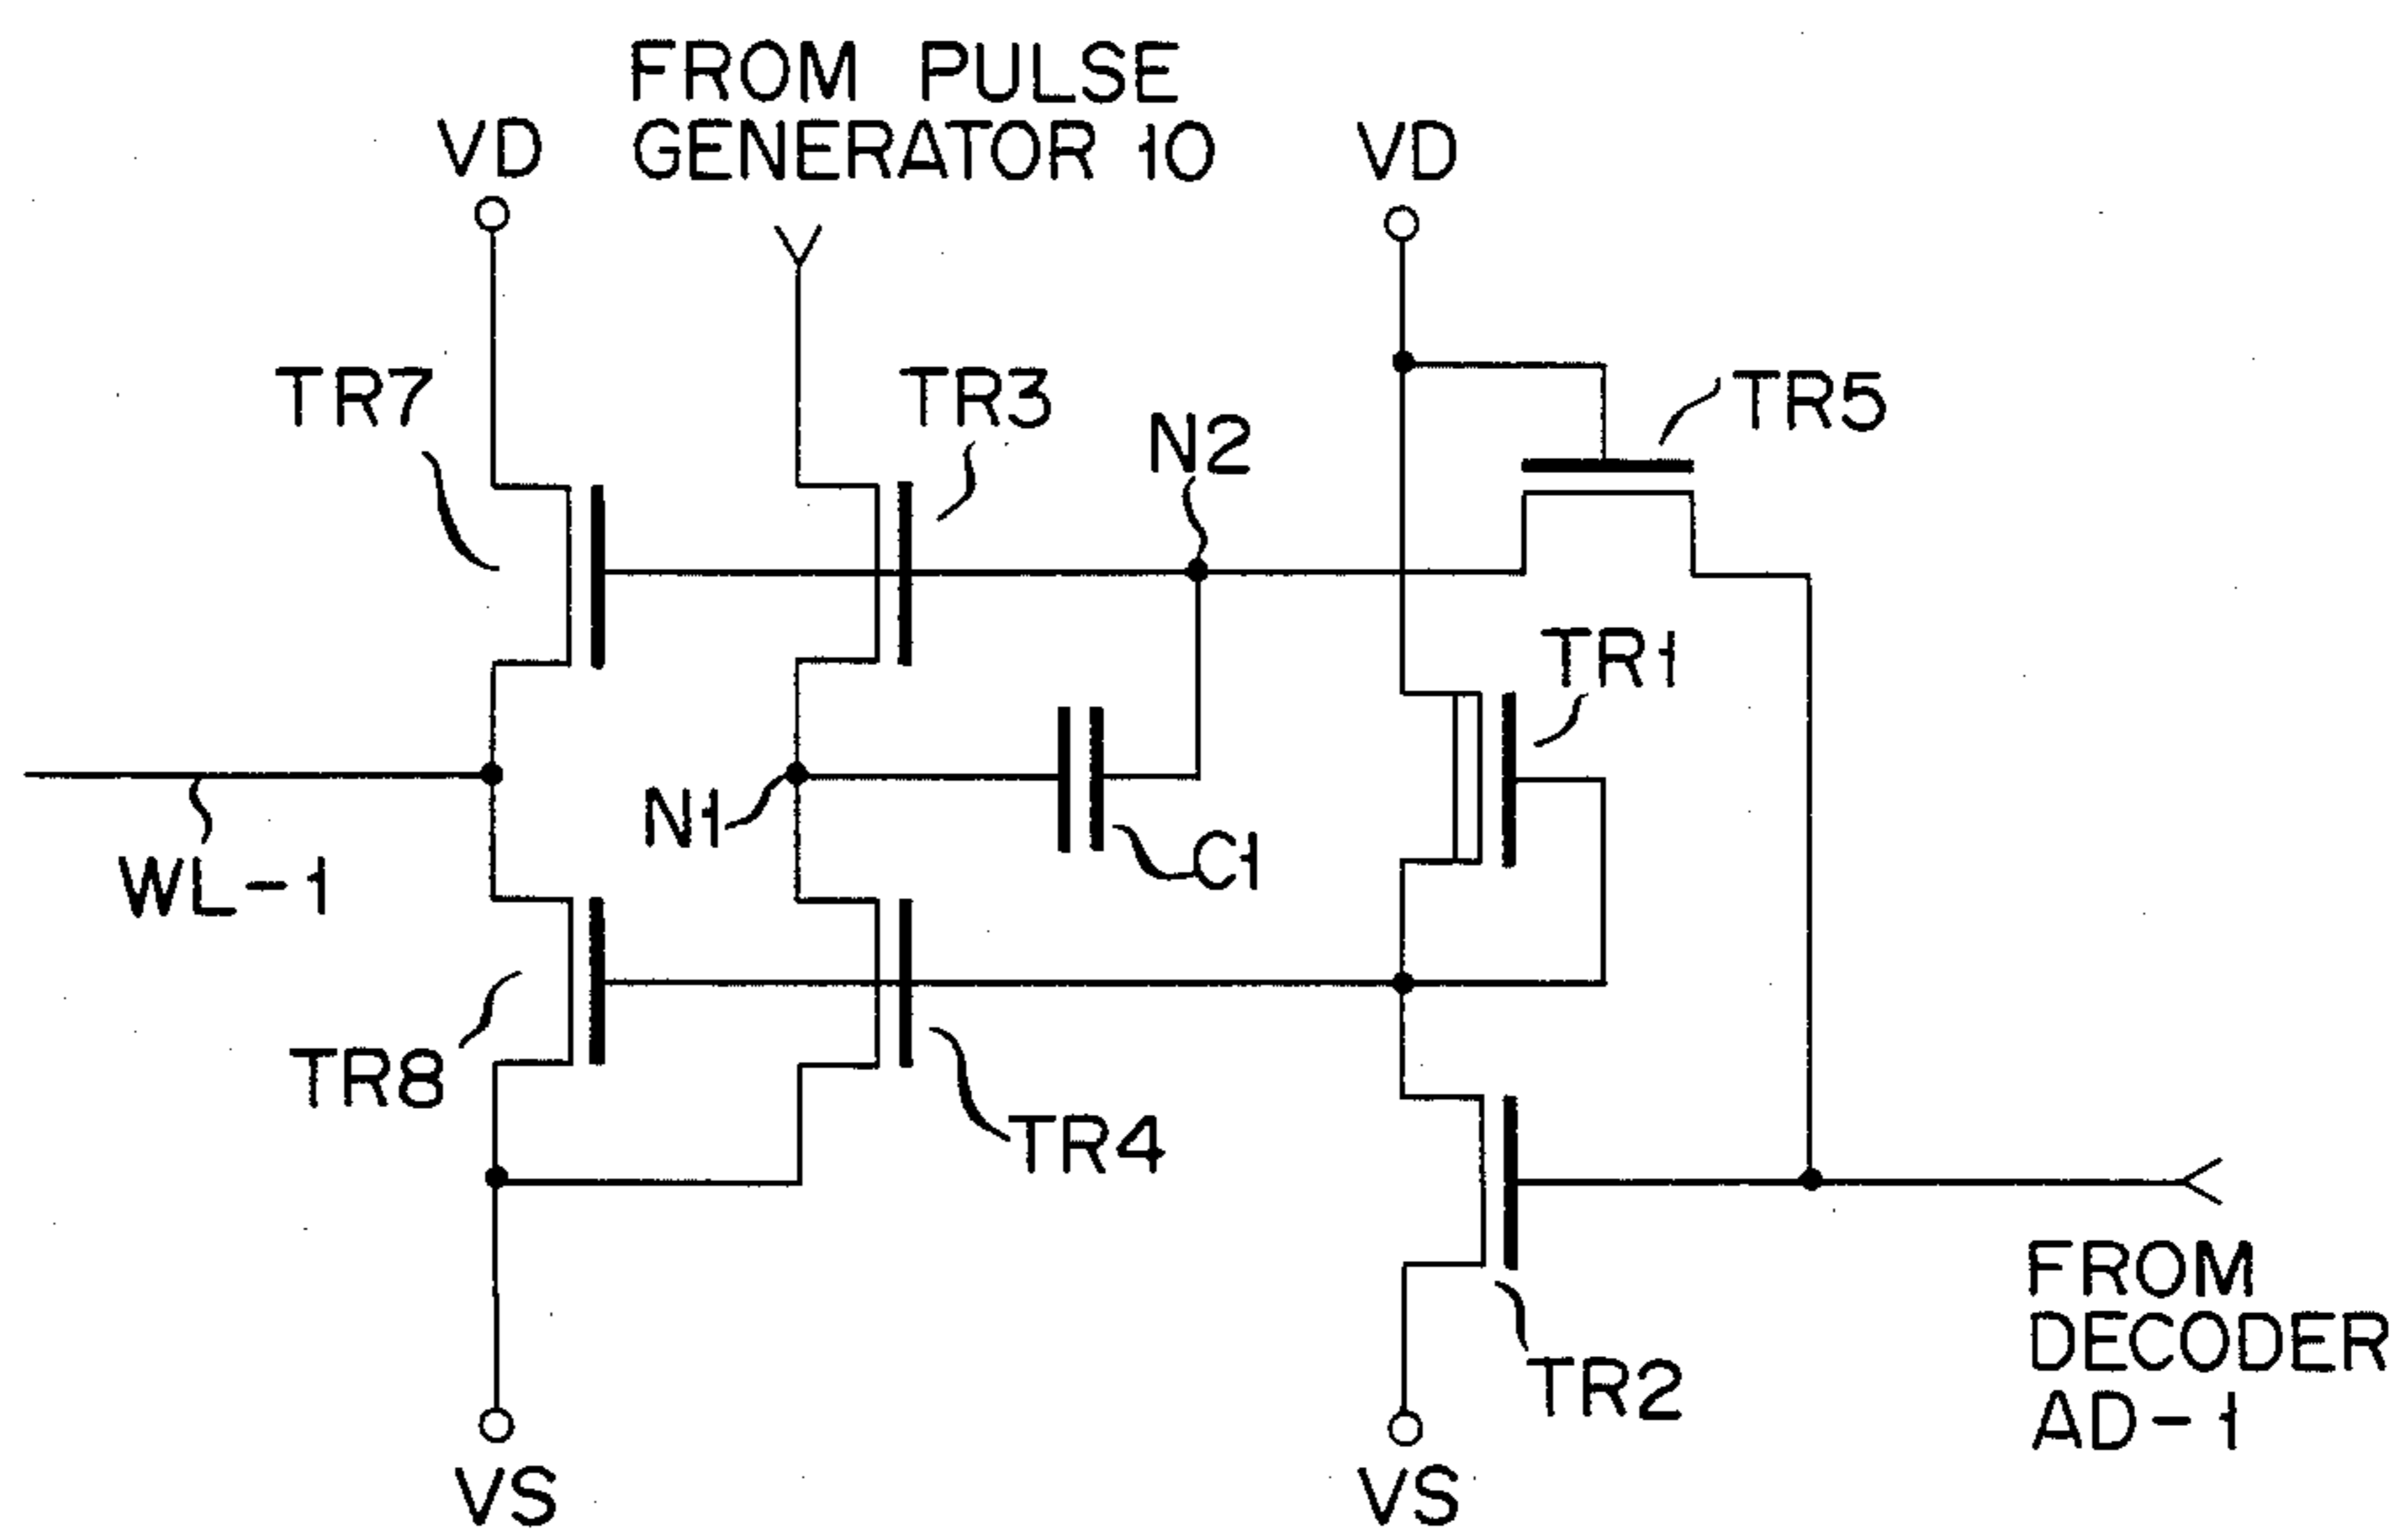 FROM PULSE
GENERATOR 10
VD
VD
TR7
TR3
N2
TR5
TR1
N1
C1
WL-1
TR8
TR4
FROM
DECODER
AD-1
TR2
VS
VS